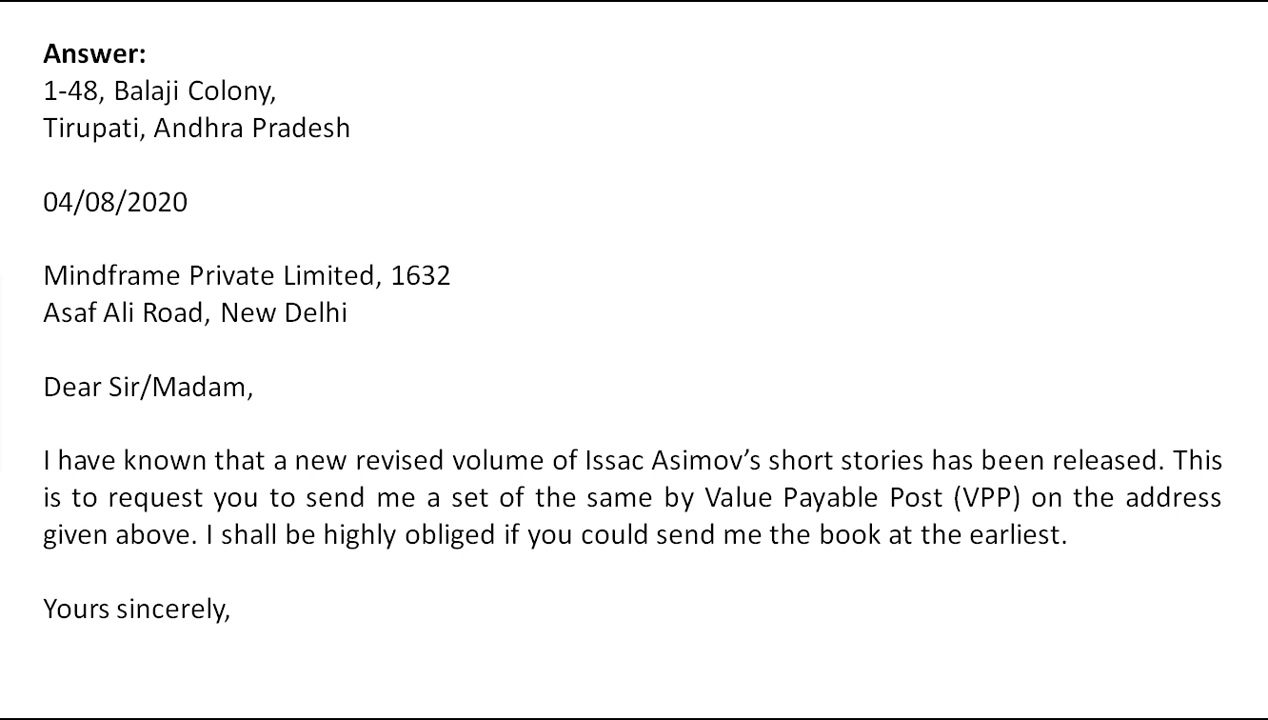 Answer:
1-48, Balaji Colony,
Tirupati, Andhra Pradesh
04/08/2020
Mindframe Private Limited, 1632
Asaf Ali Road, New Delhi
Dear Sir/Madam,
I have known that a new revised volume of Issac Asimov’s short stories has been released. This
is to request you to send me a set of the same by Value Payable Post (VPP) on the address
given above. I shall be highly obliged if you could send me the book at the earliest.
Yours sincerely,